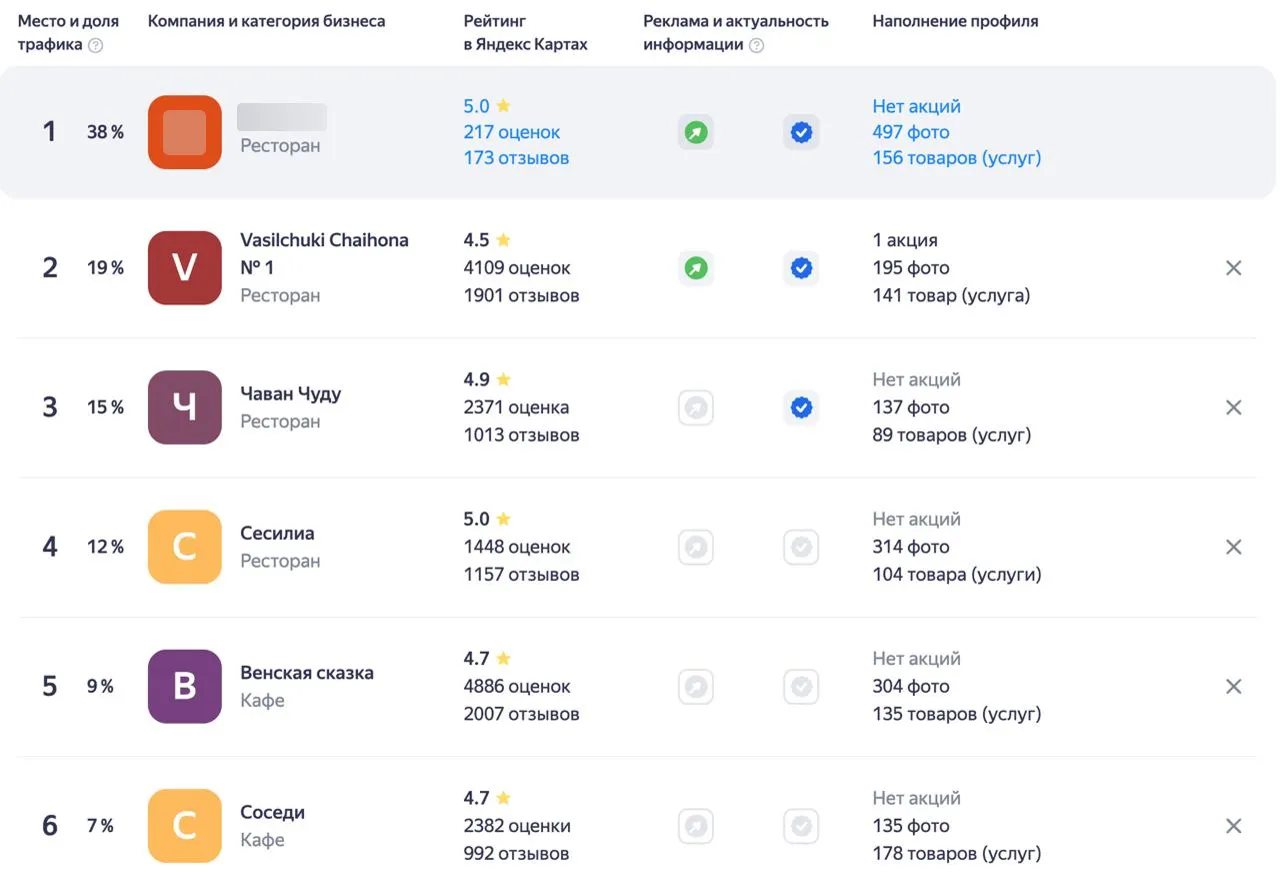 Место и доля трафика ?
Компания и категория бизнеса
Рейтинг в Яндекс Картах
Реклама и актуальность информации ?
Наполнение профиля
1
38 %
Ресторан
5.0
217 оценок
173 отзывов
Нет акций
497 фото
156 товаров (услуг)
2
19 %
V
Vasilchuki Chaihona
№ 1
Ресторан
4.5
4109 оценок
1901 отзывов
1 акция
195 фото
141 товар (услуга)
3
15 %
Ч
Чаван Чуду
Ресторан
4.9
2371 оценка
1013 отзывов
Нет акций
137 фото
89 товаров (услуг)
4
12 %
С
Сесилиа
Ресторан
5.0
1448 оценок
1157 отзывов
Нет акций
314 фото
104 товара (услуги)
5
9 %
В
Венская сказка
Кафе
4.7
4886 оценок
2007 отзывов
Нет акций
304 фото
135 товаров (услуг)
6
7 %
С
Соседи
Кафе
4.7
2382 оценки
992 отзывов
Нет акций
135 фото
178 товаров (услуг)